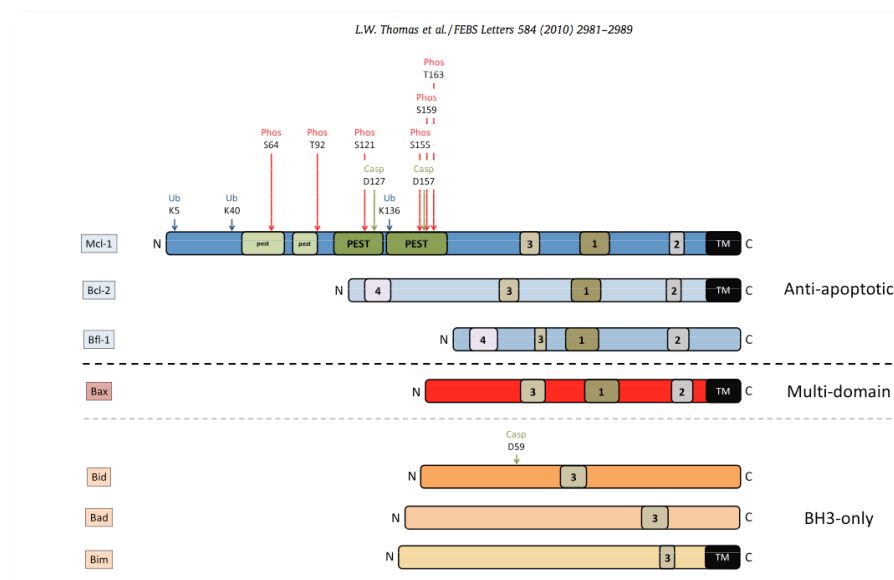 L.W. Thomas et al./FEBS Letters 584 (2010) 2981–2989
Phos
T163
Phos
S159
Phos Phos Phos Phos
S64 T92 S121 S155
Casp Casp
D127 D157
Ub Ub Ub
K5 K40 K136
Mcl-1 N pest pest PEST PEST 3 1 2 TM C
Bcl-2 N 4 3 1 2 TM C Anti-apoptotic
Bfl-1 N 4 3 1 2 C
Bax N 3 1 2 TM C Multi-domain
Casp
D59
Bid N 3 C
Bad N 3 C BH3-only
Bim N 3 TM C